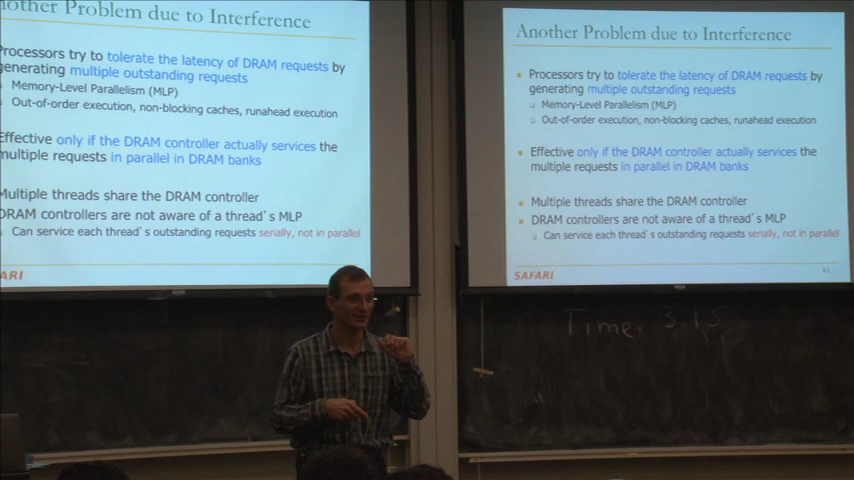 nother Problem due to Interference
Processors try to tolerate the latency of DRAM requests by
generating multiple outstanding requests
Memory-Level Parallelism (MLP)
Out-of-order execution, non-blocking caches, runahead execution
Effective only if the DRAM controller actually services the
multiple requests in parallel in DRAM banks
Multiple threads share the DRAM controller
DRAM controllers are not aware of a thread's MLP
Can service each thread's outstanding requests serially, not in parallel
ARI
Another Problem due to Interference
Processors try to tolerate the latency of DRAM requests by
generating multiple outstanding requests
Memory-Level Parallelism (MLP)
Out-of-order execution, non-blocking caches, runahead execution
Effective only if the DRAM controller actually services the
multiple requests in parallel in DRAM banks
Multiple threads share the DRAM controller
DRAM controllers are not aware of a thread's MLP
Can service each thread's outstanding requests serially, not in parallel
SAFARI
Time: 3.15